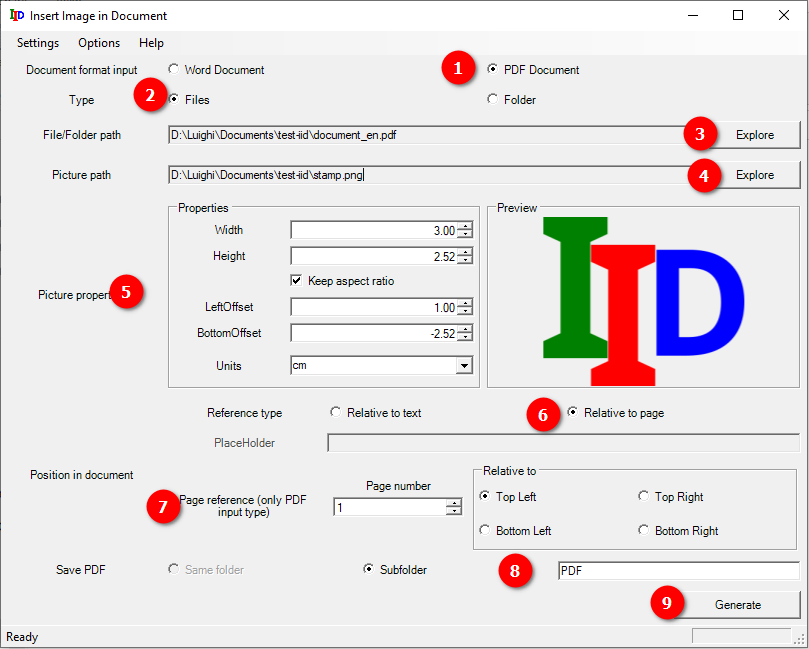 IID Insert Image in Document
Settings Options Help
Document format input Word Document 1 PDF Document
Type 2 Files Folder
File/Folder path D:\Luighi\Documents\test-iid\document_en.pdf 3 Explore
Picture path D:\Luighi\Documents\test-iid\stamp.png 4 Explore
Properties Preview
Width 3.00
Height 2.52
Keep aspect ratio
Picture propert 5
LeftOffset 1.00
BottomOffset -2.52
Units cm
IID
Reference type Relative to text 6 Relative to page
PlaceHolder
Position in document
7 Page reference (only PDF
input type)
Page number
1
Relative to
Top Left Top Right
Bottom Left Bottom Right
Save PDF Same folder Subfolder 8 PDF
9 Generate
Ready